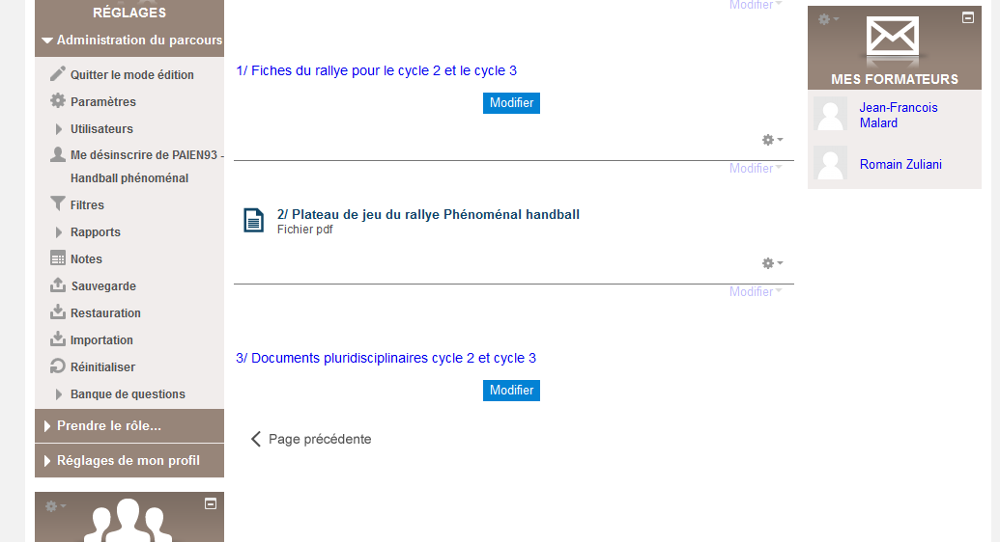 RÉGLAGES
Administration du parcours
Quitter le mode édition
Paramètres
Utilisateurs
Me désinscrire de PAIEN93 -
Handball phénoménal
Filtres
Rapports
Notes
Sauvegarde
Restauration
Importation
Réinitialiser
Banque de questions
Prendre le rôle...
Réglages de mon profil
Modifier
1/ Fiches du rallye pour le cycle 2 et le cycle 3
Modifier
Modifier
2/ Plateau de jeu du rallye Phénoménal handball
Fichier pdf
Modifier
3/ Documents pluridisciplinaires cycle 2 et cycle 3
Modifier
Page précédente
MES FORMATEURS
Jean-Francois
Malard
Romain Zuliani